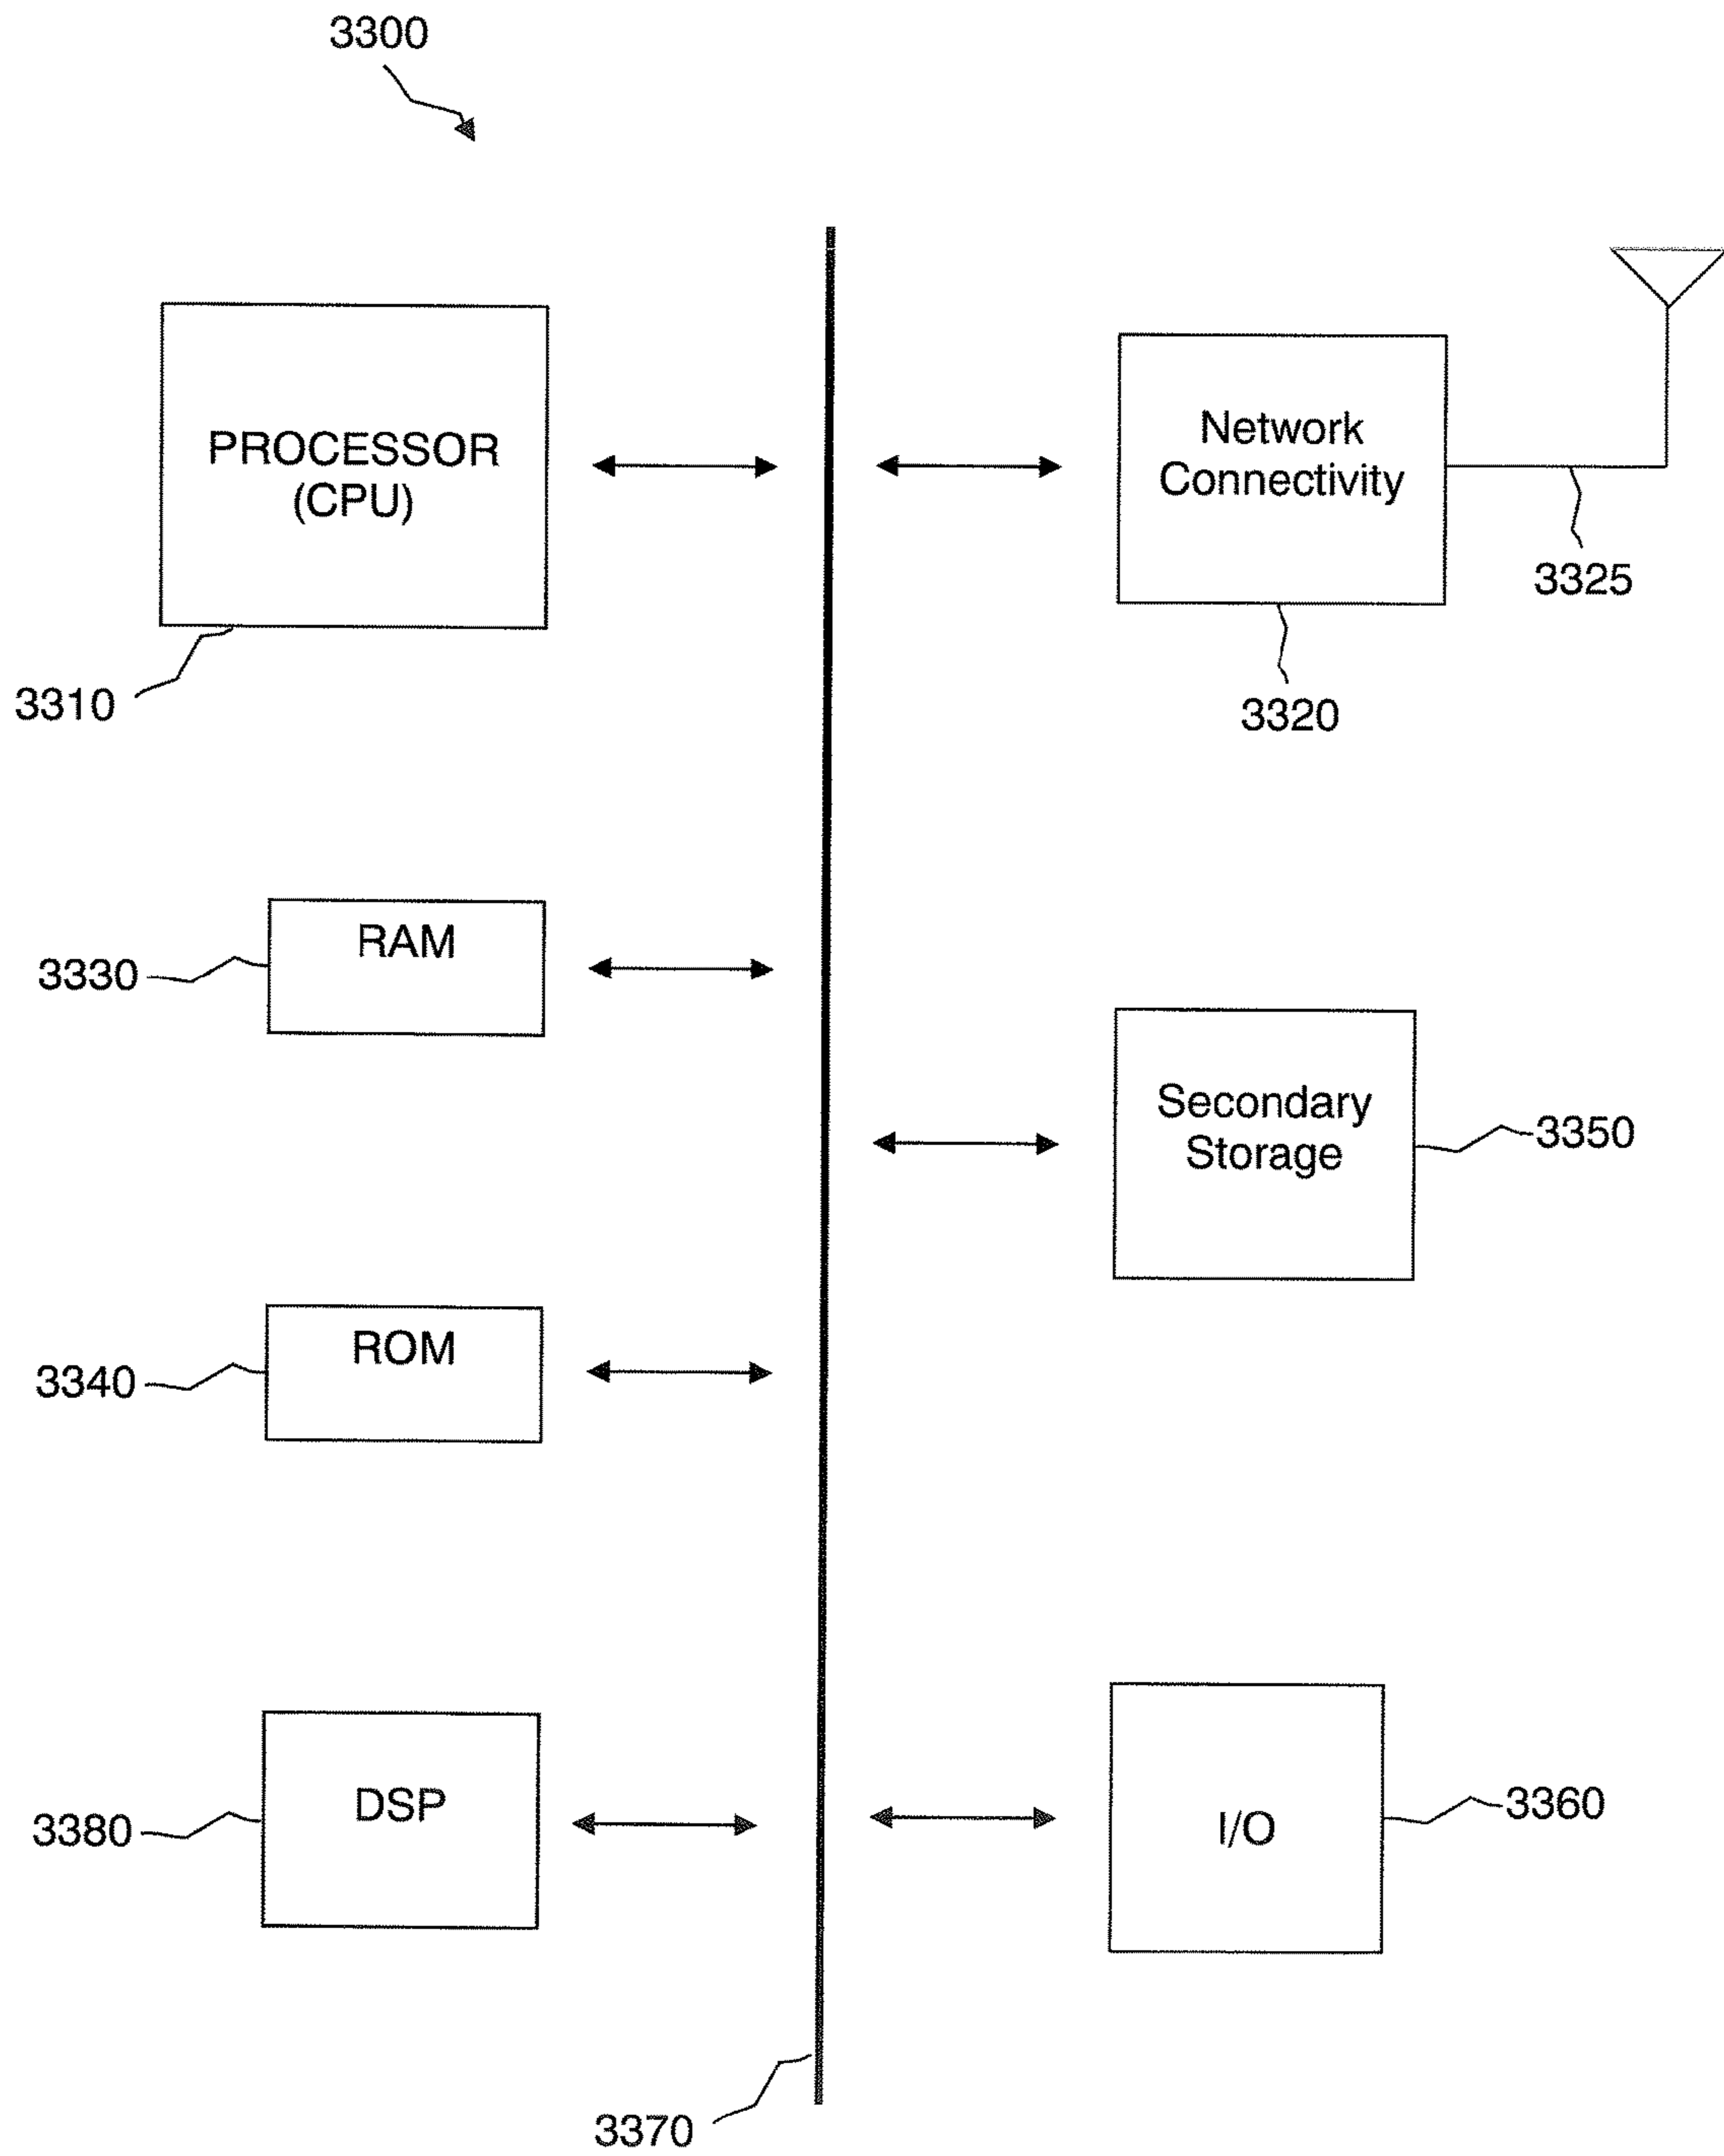 3300
PROCESSOR
(CPU)
3310
Network
Connectivity
3325
3320
RAM
3330
Secondary
Storage
3350
ROM
3340
DSP
3380
I/O
3360
3370